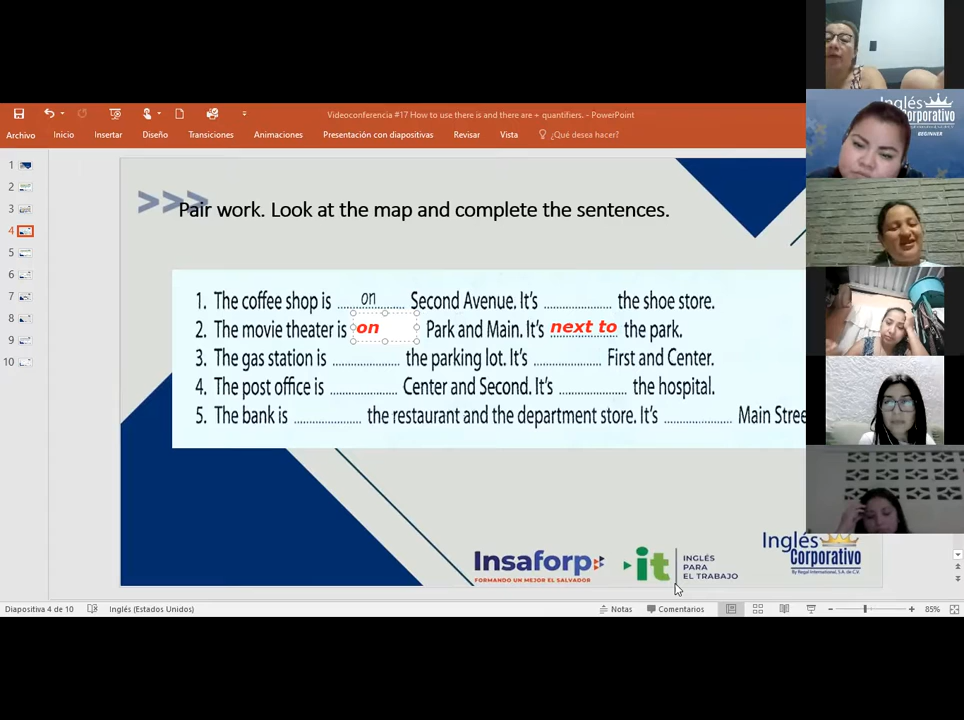 Videoconferencia #17 How to use there is and there are + quantifiers. - PowerPoint
Archivo Inicio Insertar Diseño Transiciones Animaciones Presentación con diapositivas Revisar Vista ¿Qué desea hacer?
1
2
3
4
5
6
7
8
9
10
>>>
Pair work. Look at the map and complete the sentences.
1. The coffee shop is ....on.... Second Avenue. It's .................... the shoe store.
2. The movie theater is on Park and Main. It's next to the park.
3. The gas station is .................... the parking lot. It's .................... First and Center.
4. The post office is .................... Center and Second. It's .................... the hospital.
5. The bank is .................... the restaurant and the department store. It's .................... Main Stree
Insaforp
FORMANDO UN MEJOR EL SALVADOR
it
INGLÉS
PARA
EL TRABAJO
Inglés
Corporativo
By Regal International, S.A. de C.V.
Inglés
Corporativo
BEGINNER
Diapositiva 4 de 10 Inglés (Estados Unidos) Notas Comentarios 85%